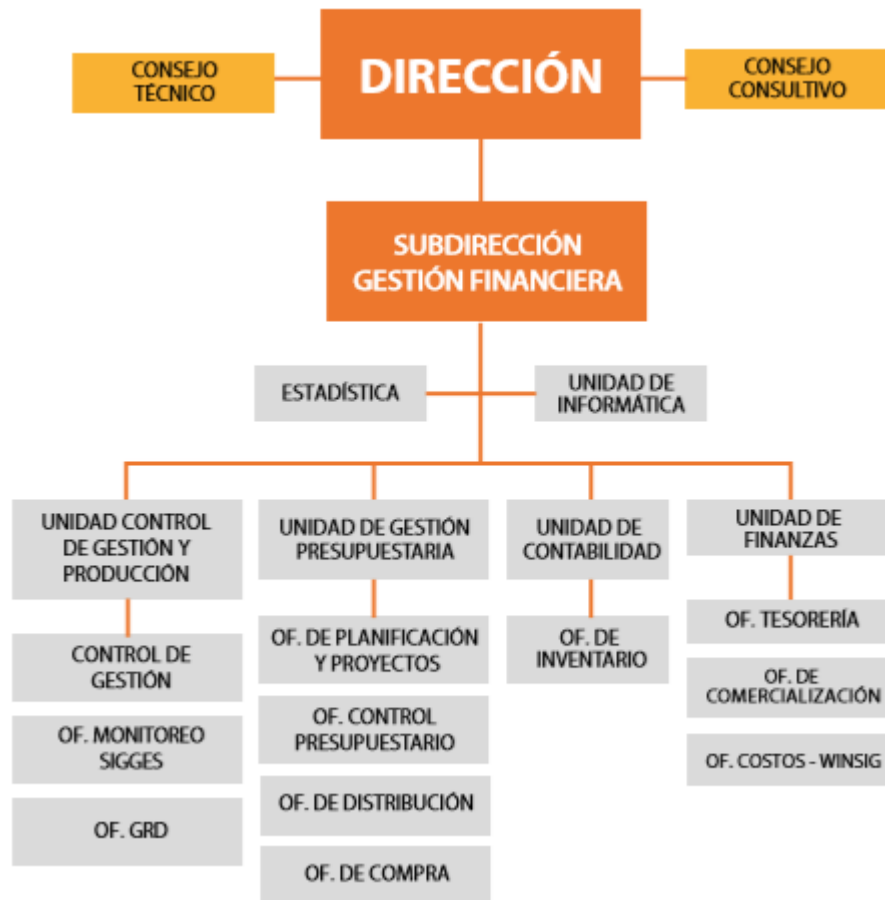 CONSEJO
TÉCNICO
DIRECCIÓN
CONSEJO
CONSULTIVO
SUBDIRECCIÓN
GESTIÓN FINANCIERA
ESTADÍSTICA
UNIDAD DE
INFORMÁTICA
UNIDAD CONTROL
DE GESTIÓN Y
PRODUCCIÓN
CONTROL DE
GESTIÓN
OF. MONITOREO
SIGGES
OF. GRD
UNIDAD DE GESTIÓN
PRESUPUESTARIA
OF. DE PLANIFICACIÓN
Y PROYECTOS
OF. CONTROL
PRESUPUESTARIO
OF. DE DISTRIBUCIÓN
OF. DE COMPRA
UNIDAD DE
CONTABILIDAD
OF. DE
INVENTARIO
UNIDAD DE
FINANZAS
OF. TESORERÍA
OF. DE
COMERCIALIZACIÓN
OF. COSTOS - WINSIG